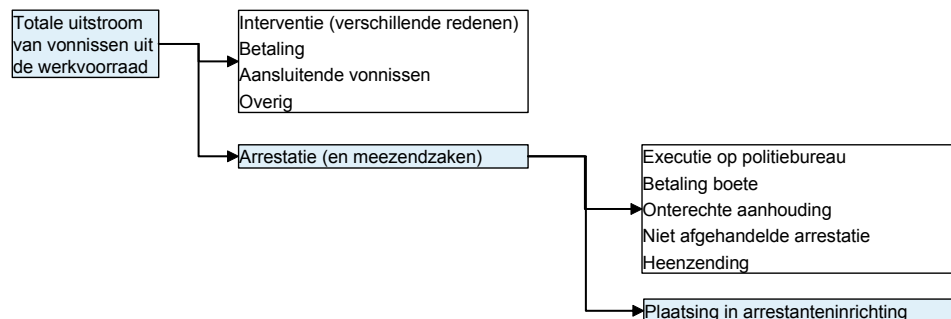 Totale uitstroom
van vonnissen uit
de werkvoorraad
Interventie (verschillende redenen)
Betaling
Aansluitende vonnissen
Overig
Arrestatie (en meezendzaken)
Executie op politiebureau
Betaling boete
Onterechte aanhouding
Niet afgehandelde arrestatie
Heenzending
Plaatsing in arrestanteninrichting